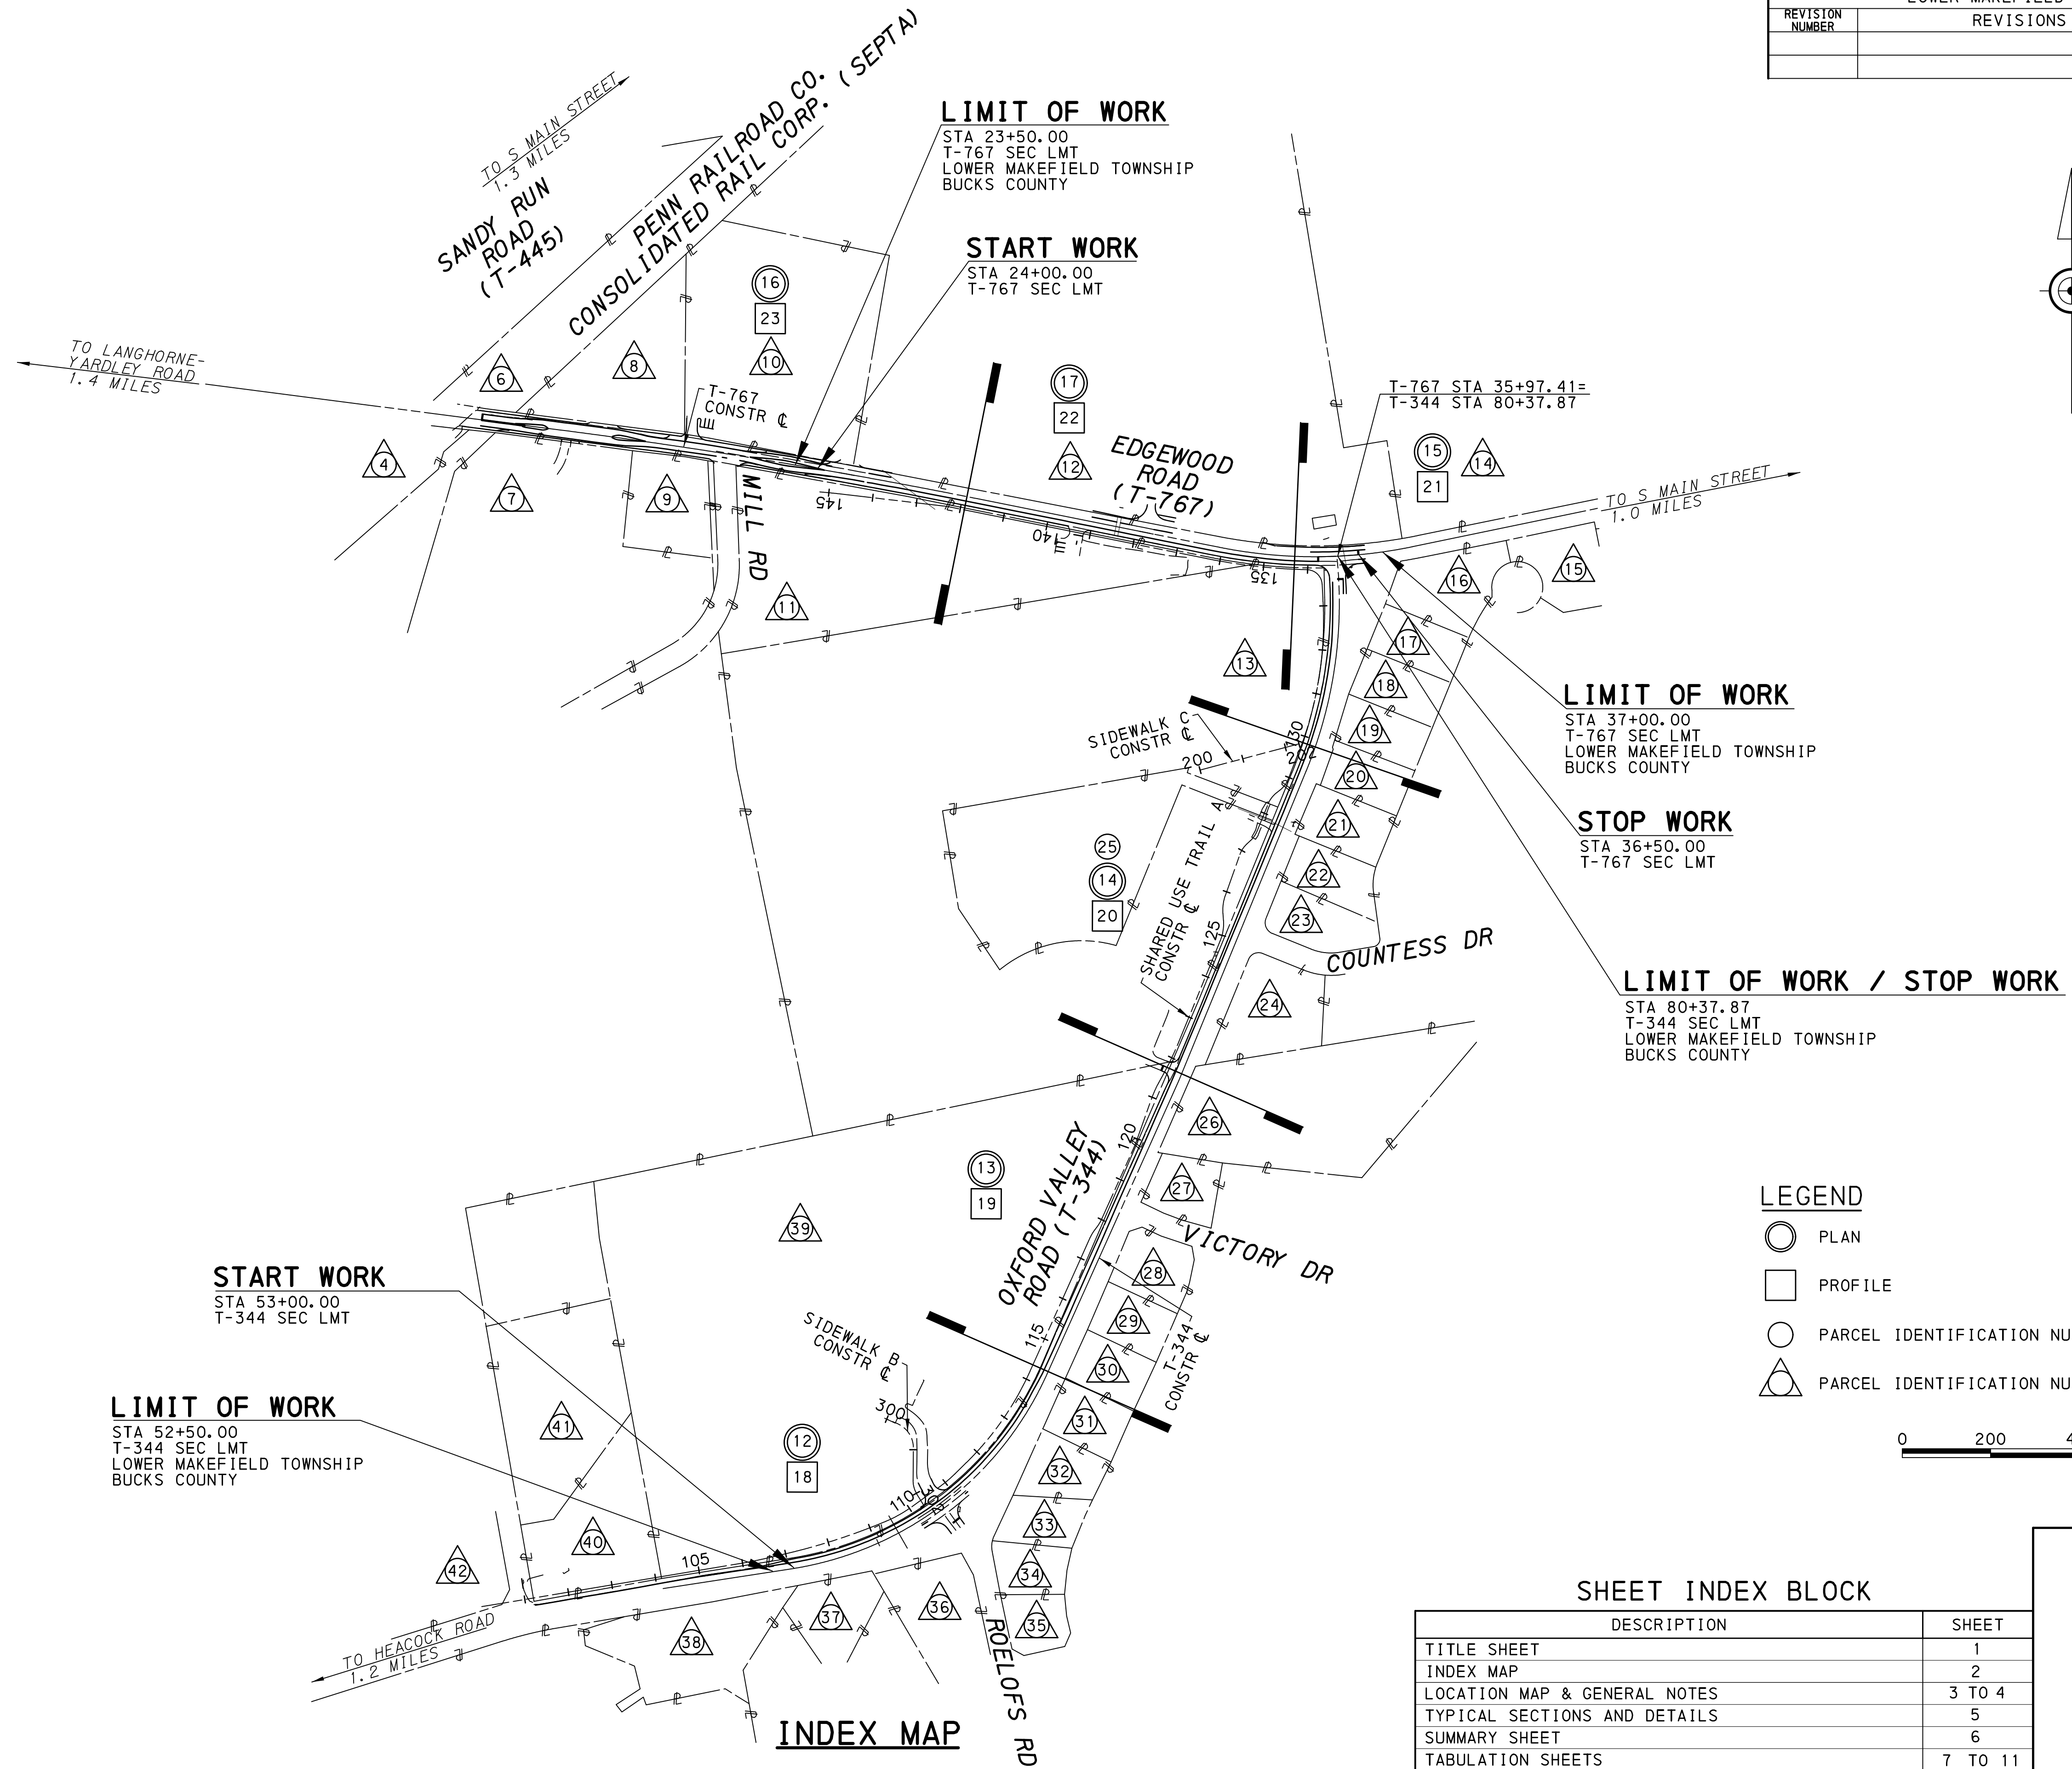 REVISION
NUMBER
REVISIONS
TO S MAIN STREET
1.3 MILES
SANDY RUN
ROAD
(T-445)
PENN RAILROAD CO.
CONSOLIDATED RAIL CORP. (SEPTA)
LIMIT OF WORK
STA 23+50.00
T-767 SEC LMT
LOWER MAKEFIELD TOWNSHIP
BUCKS COUNTY
START WORK
STA 24+00.00
T-767 SEC LMT
TO LANGHORNE-
YARDLEY ROAD
1.4 MILES
6
8
16
23
10
T-767
CONSTR ℄
17
22
12
EDGEWOOD
ROAD
(T-767)
T-767 STA 35+97.41=
T-344 STA 80+37.87
15
21
14
TO S MAIN STREET
1.0 MILES
4
7
9
MILL RD
145
140
135
11
13
16
15
17
18
19
20
21
22
23
LIMIT OF WORK
STA 37+00.00
T-767 SEC LMT
LOWER MAKEFIELD TOWNSHIP
BUCKS COUNTY
STOP WORK
STA 36+50.00
T-767 SEC LMT
SIDEWALK C
CONSTR ℄
200
202
130
25
14
20
SHARED USE TRAIL A
CONSTR ℄
125
COUNTESS DR
24
LIMIT OF WORK / STOP WORK
STA 80+37.87
T-344 SEC LMT
LOWER MAKEFIELD TOWNSHIP
BUCKS COUNTY
26
120
13
19
OXFORD VALLEY
ROAD (T-344)
27
VICTORY DR
39
28
29
30
31
32
33
34
35
T-344
CONSTR ℄
115
START WORK
STA 53+00.00
T-344 SEC LMT
SIDEWALK B
CONSTR ℄
300
302
110
LIMIT OF WORK
STA 52+50.00
T-344 SEC LMT
LOWER MAKEFIELD TOWNSHIP
BUCKS COUNTY
41
12
18
42
40
105
TO HEACOCK ROAD
1.2 MILES
38
37
36
ROELOFS RD
INDEX MAP
LEGEND
PLAN
PROFILE
PARCEL IDENTIFICATION NU
PARCEL IDENTIFICATION NU
0 200 4
SHEET INDEX BLOCK
DESCRIPTION SHEET
TITLE SHEET 1
INDEX MAP 2
LOCATION MAP & GENERAL NOTES 3 TO 4
TYPICAL SECTIONS AND DETAILS 5
SUMMARY SHEET 6
TABULATION SHEETS 7 TO 11